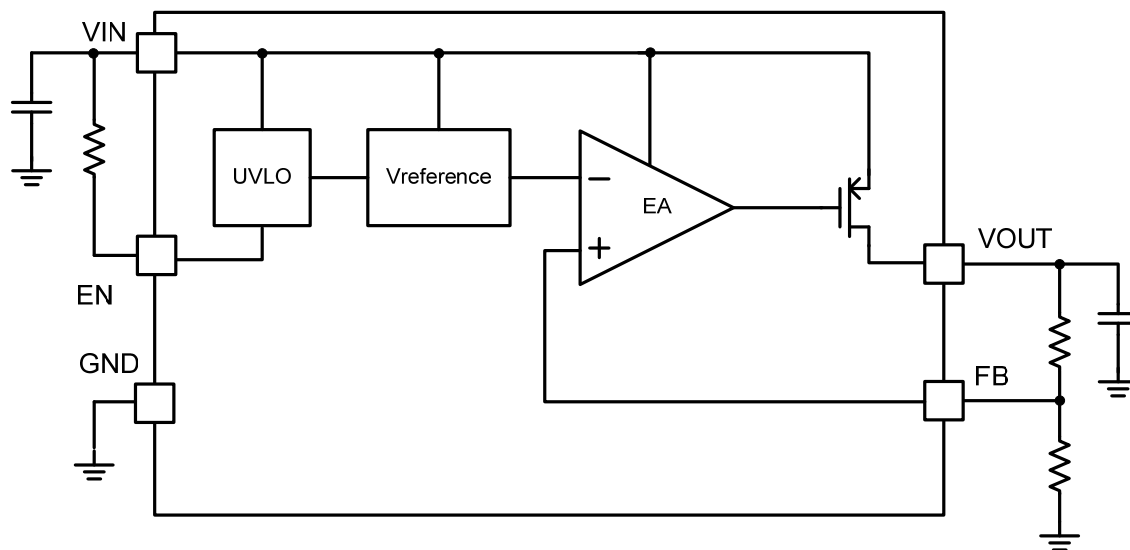 VIN
UVLO
Vreference
−
EA
+
VOUT
EN
GND
FB